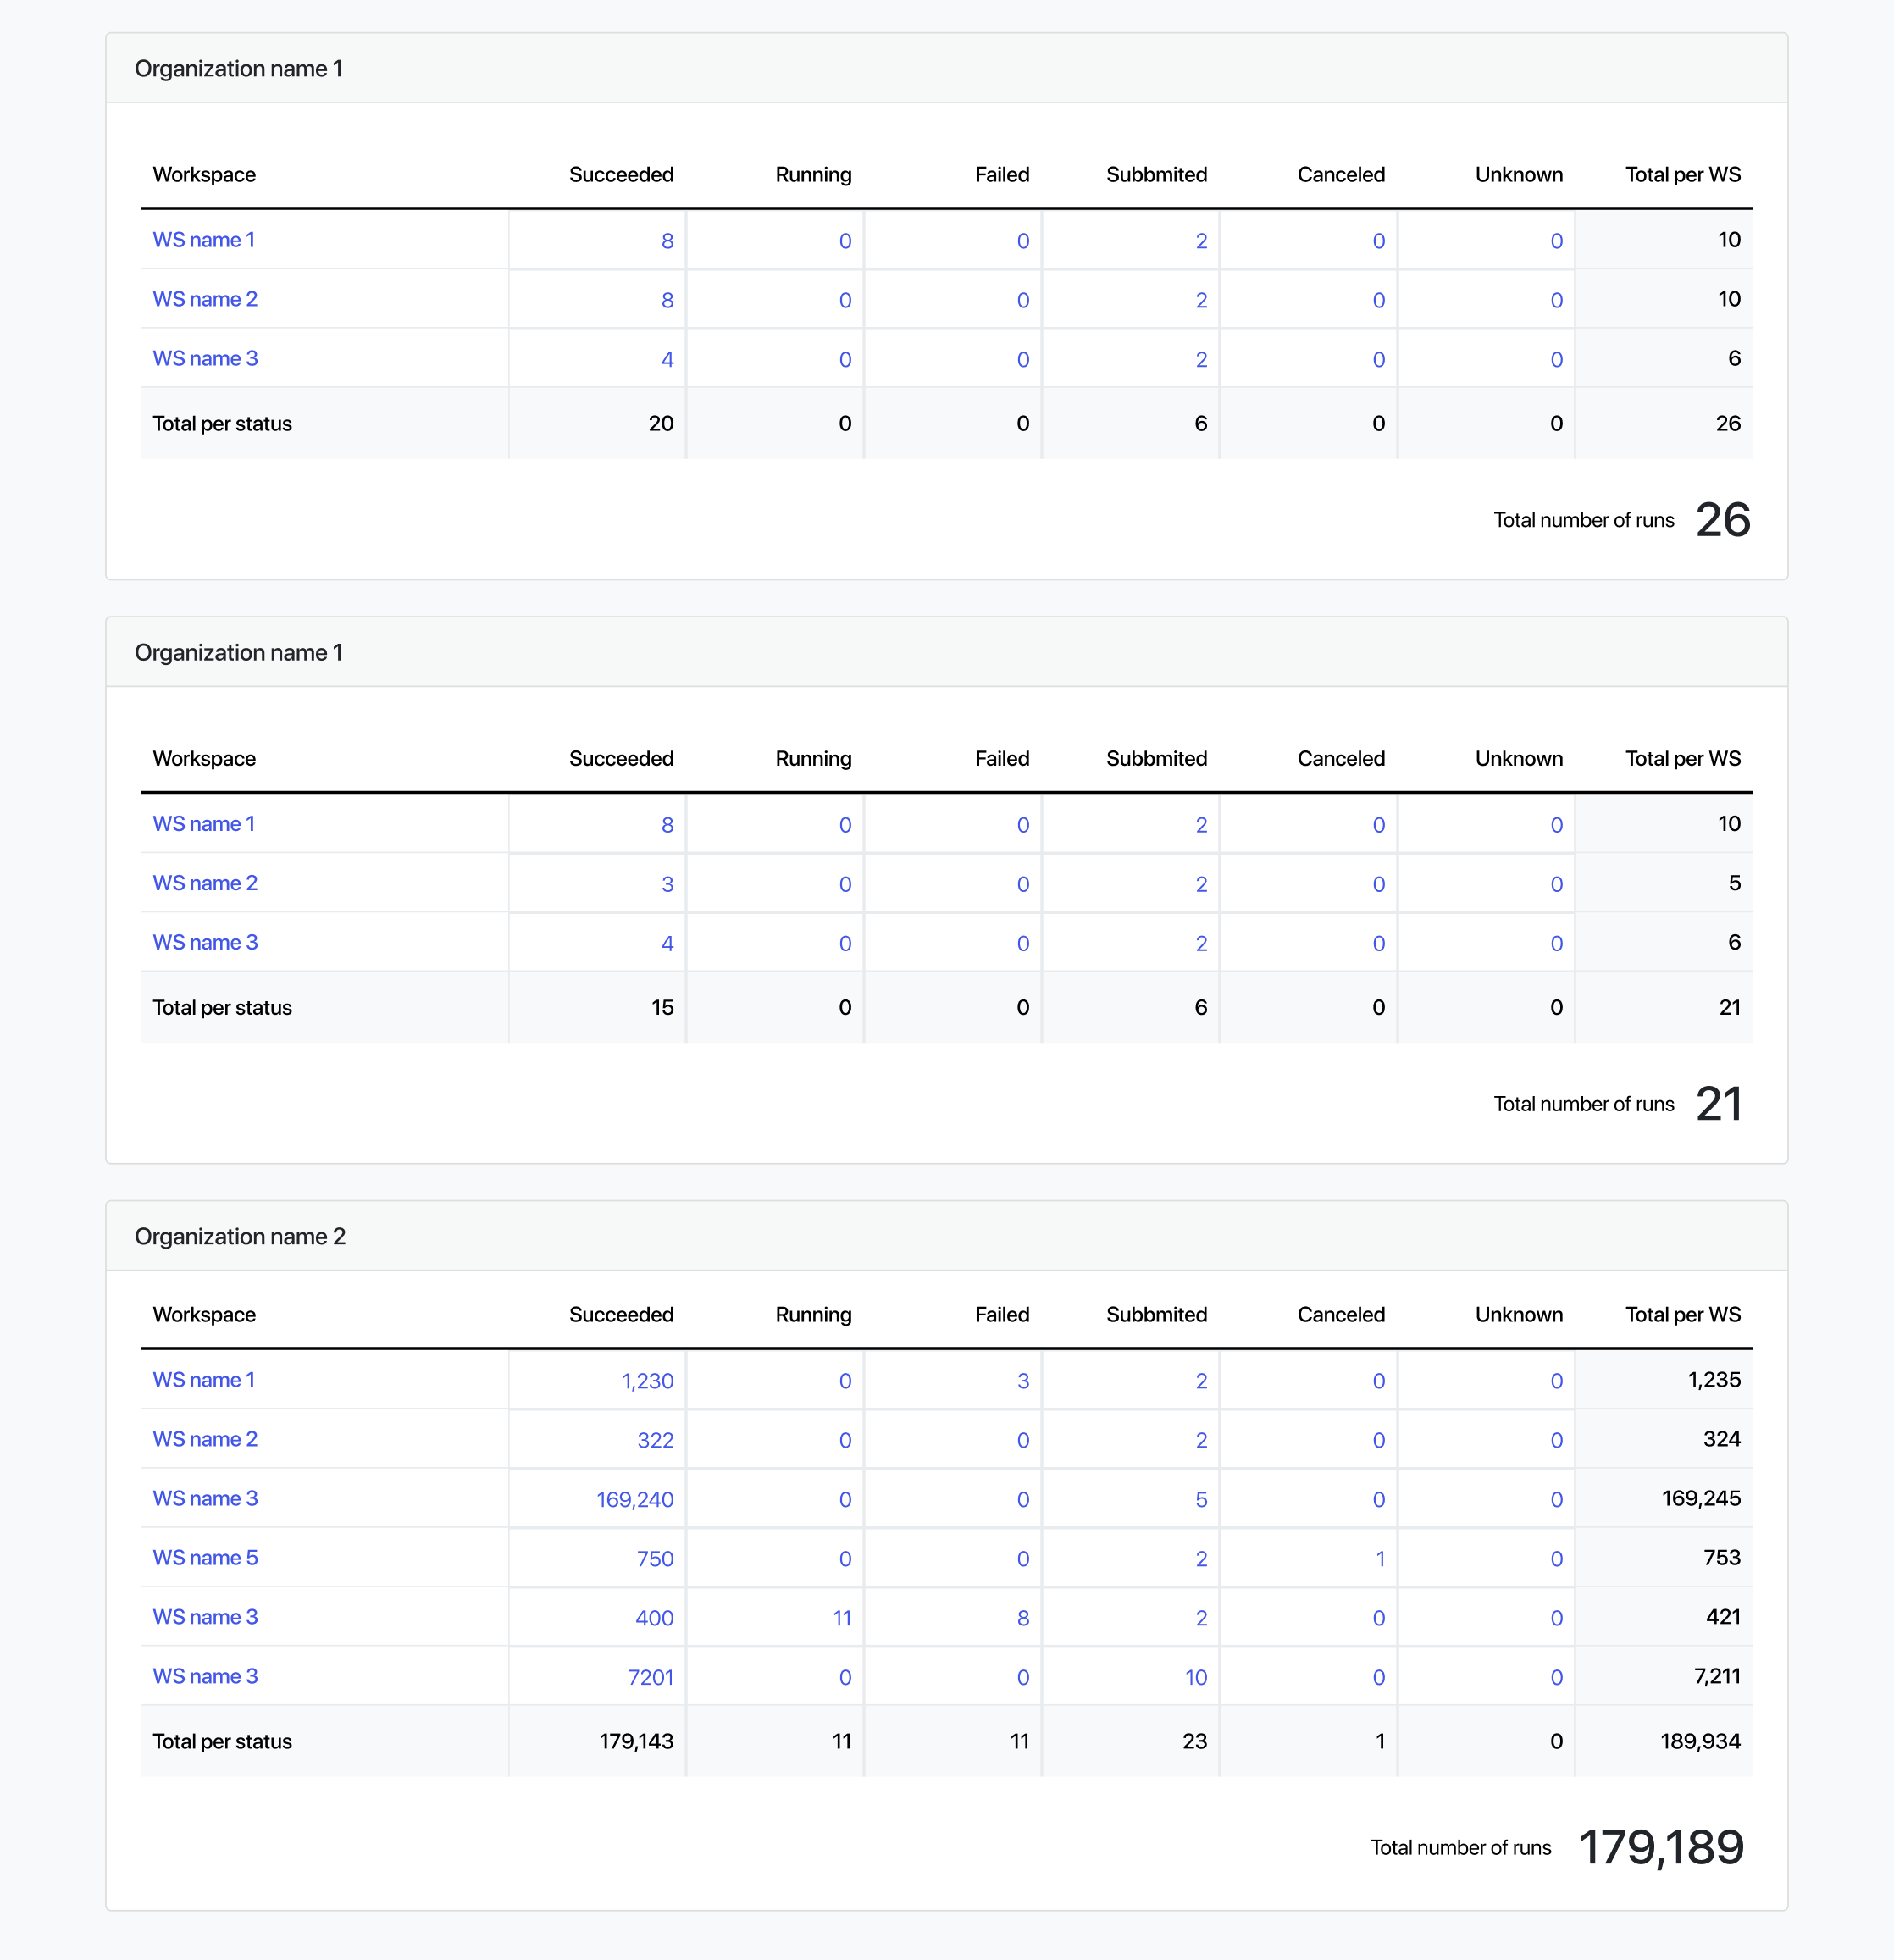 Organization name 1
Workspace Succeeded Running Failed Subbmited Canceled Unknown Total per WS
WS name 1 8 0 0 2 0 0 10
WS name 2 8 0 0 2 0 0 10
WS name 3 4 0 0 2 0 0 6
Total per status 20 0 0 6 0 0 26
Total number of runs 26
Organization name 1
Workspace Succeeded Running Failed Subbmited Canceled Unknown Total per WS
WS name 1 8 0 0 2 0 0 10
WS name 2 3 0 0 2 0 0 5
WS name 3 4 0 0 2 0 0 6
Total per status 15 0 0 6 0 0 21
Total number of runs 21
Organization name 2
Workspace Succeeded Running Failed Subbmited Canceled Unknown Total per WS
WS name 1 1,230 0 3 2 0 0 1,235
WS name 2 322 0 0 2 0 0 324
WS name 3 169,240 0 0 5 0 0 169,245
WS name 5 750 0 0 2 1 0 753
WS name 3 400 11 8 2 0 0 421
WS name 3 7201 0 0 10 0 0 7,211
Total per status 179,143 11 11 23 1 0 189,934
Total number of runs 179,189